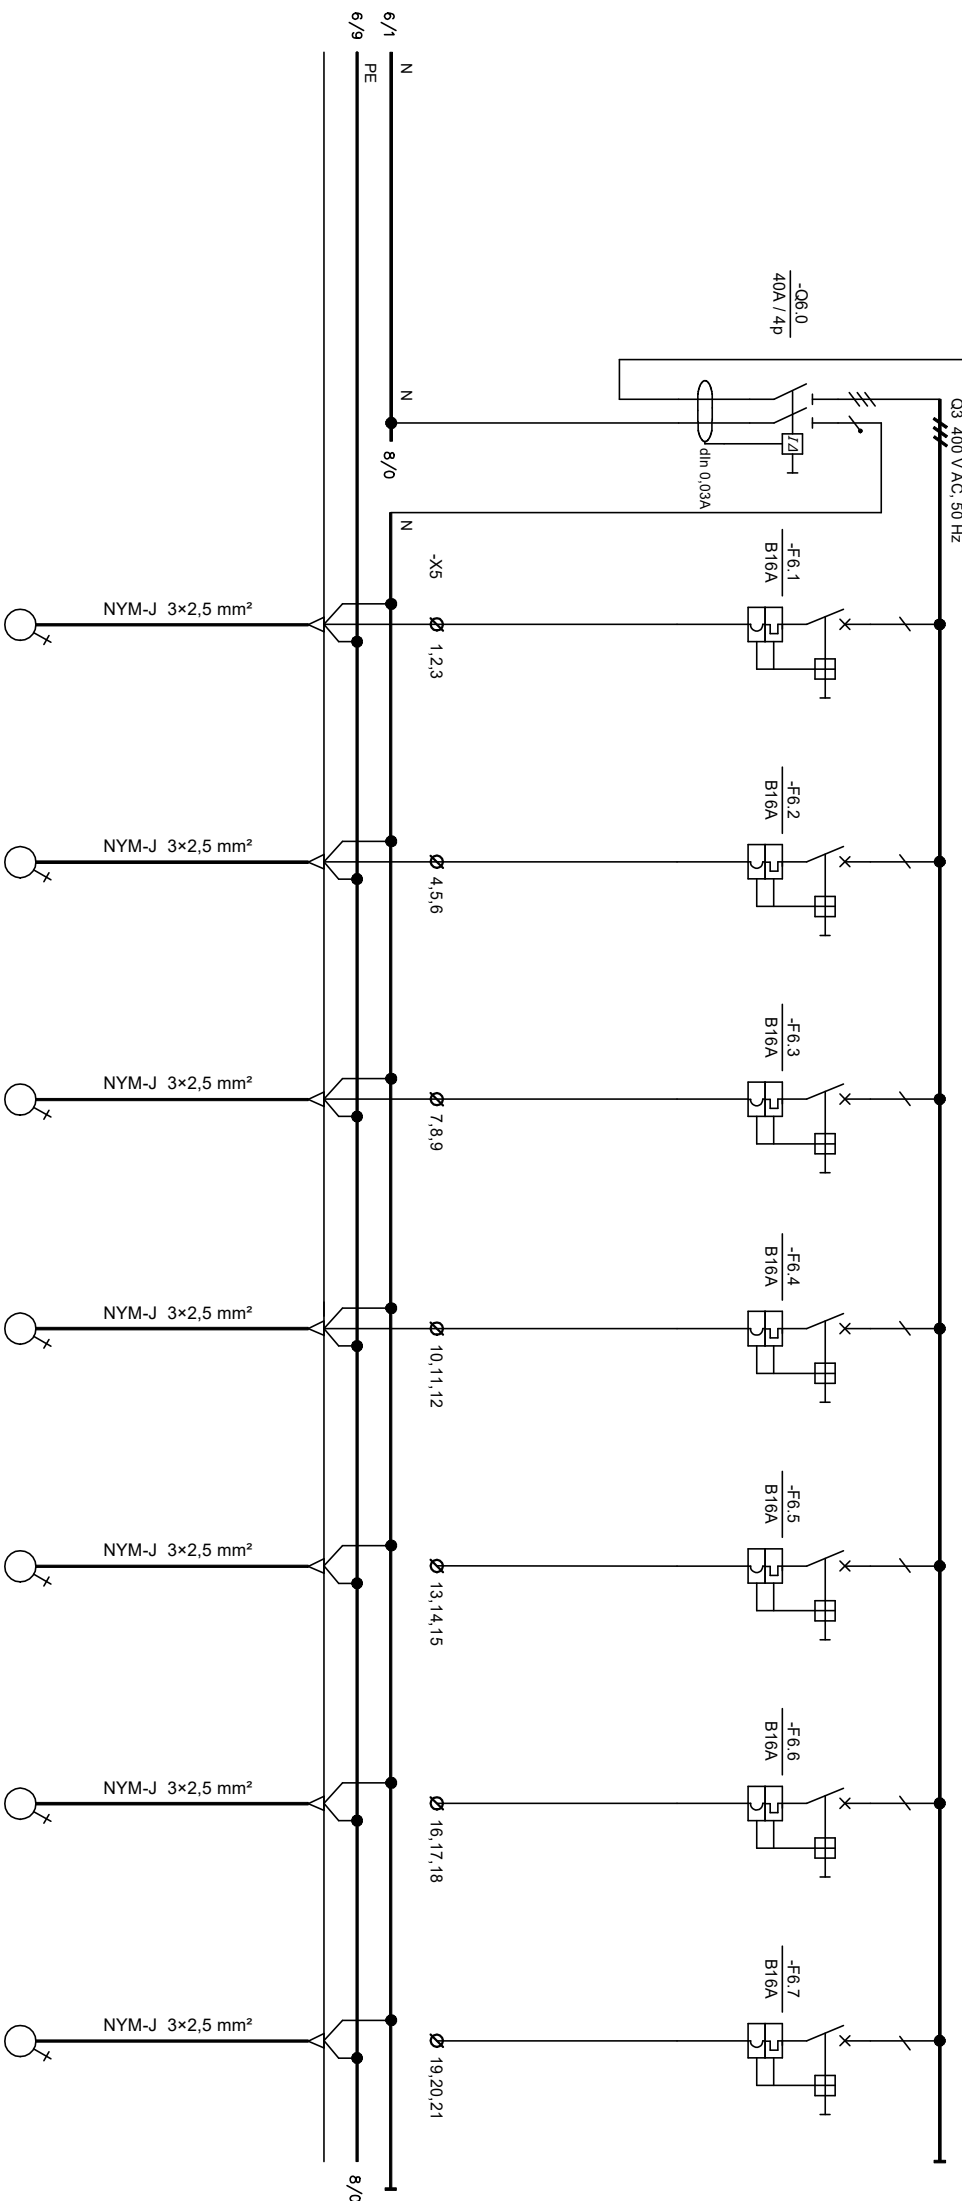 6/1
6/9
N
PE
-Q6.0
40A / 4p
Q3 400 V AC, 50 Hz
N
8/0
IΔ
dIn 0,03A
N
-X5
-F6.1
B16A
1,2,3
NYM-J 3×2,5 mm²
-F6.2
B16A
4,5,6
NYM-J 3×2,5 mm²
-F6.3
B16A
7,8,9
NYM-J 3×2,5 mm²
-F6.4
B16A
10,11,12
NYM-J 3×2,5 mm²
-F6.5
B16A
13,14,15
NYM-J 3×2,5 mm²
-F6.6
B16A
16,17,18
NYM-J 3×2,5 mm²
-F6.7
B16A
19,20,21
NYM-J 3×2,5 mm²
8/0